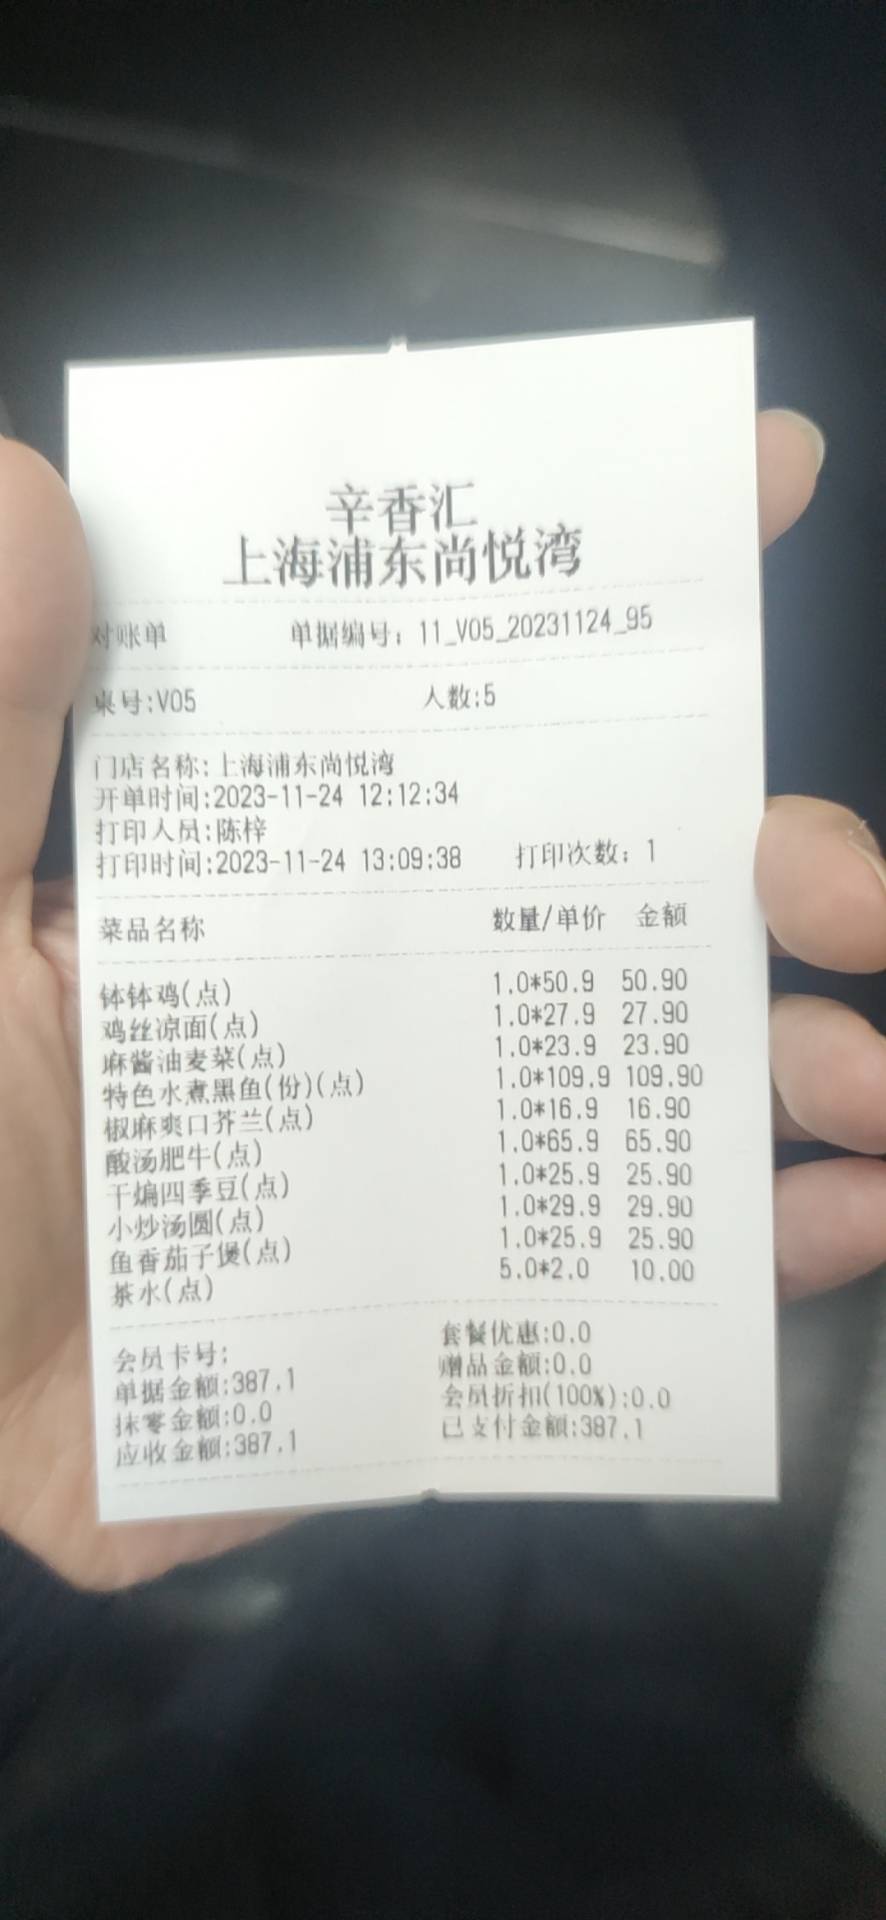 辛香汇
上海浦东尚悦湾
对账单 单据编号：11_V05_20231124_95
桌号:V05 人数:5
门店名称:上海浦东尚悦湾
开单时间:2023-11-24 12:12:34
打印人员:陈梓
打印时间:2023-11-24 13:09:38 打印次数：1
菜品名称 数量/单价 金额
钵钵鸡(点) 1.0*50.9 50.90
鸡丝凉面(点) 1.0*27.9 27.90
麻酱油麦菜(点) 1.0*23.9 23.90
特色水煮黑鱼(份)(点) 1.0*109.9 109.90
椒麻爽口芥兰(点) 1.0*16.9 16.90
酸汤肥牛(点) 1.0*65.9 65.90
干煸四季豆(点) 1.0*25.9 25.90
小炒汤圆(点) 1.0*29.9 29.90
鱼香茄子煲(点) 1.0*25.9 25.90
茶水(点) 5.0*2.0 10.00
会员卡号: 套餐优惠:0.0
单据金额:387.1 赠品金额:0.0
抹零金额:0.0 会员折扣(100%):0.0
应收金额:387.1 已支付金额:387.1